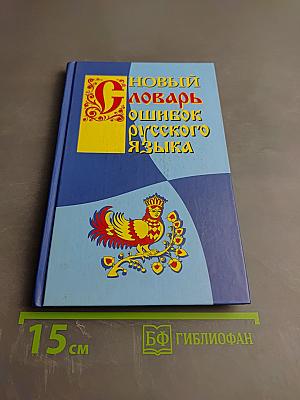 НОВЫЙ
Словарь
ошибок
русского
языка
15 см
БФ ГИБЛИОФАН